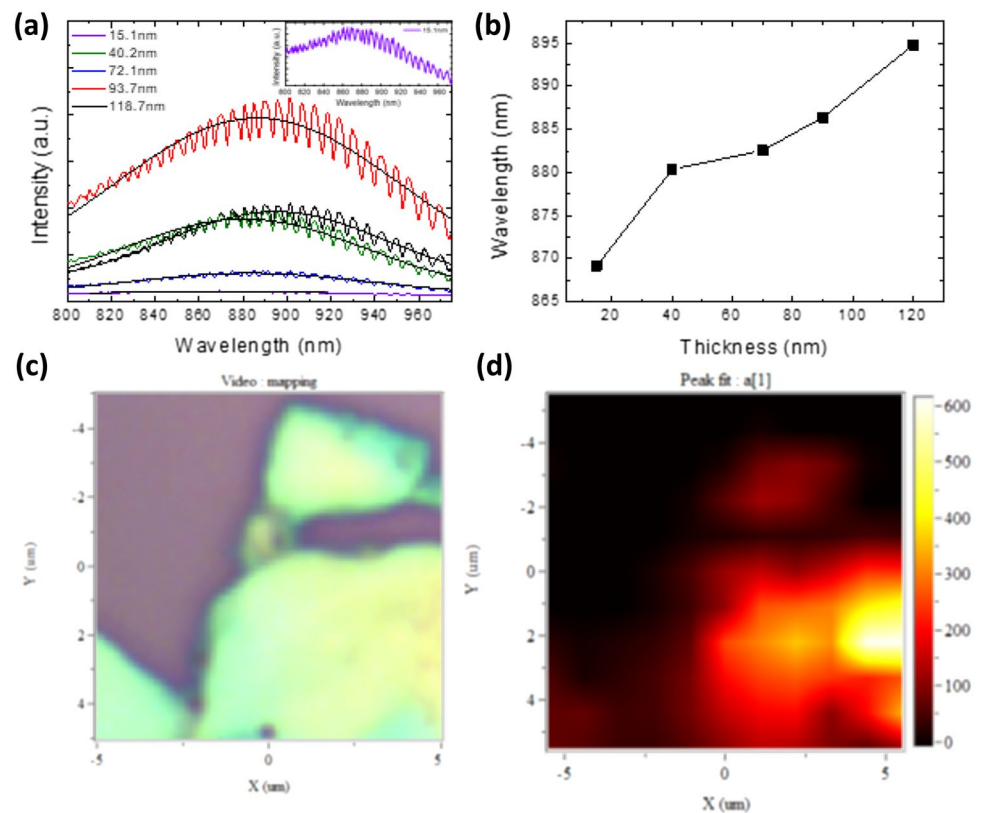 (a)
15.1nm
40.2nm
72.1nm
93.7nm
118.7nm
Intensity (a.u.)
800 820 840 860 880 900 920 940 960
Wavelength (nm)
15.1nm
Intensity (a.u.)
800 820 840 860 880 900 920 940 960
Wavelength (nm)
(b)
895
890
885
880
875
870
865
Wavelength (nm)
20 40 60 80 100 120
Thickness (nm)
(c)
Video : mapping
-4
-2
0
2
4
Y (um)
-5 0 5
X (um)
(d)
Peak fit : a[1]
-4
-2
0
2
4
Y (um)
-5 0 5
X (um)
600
500
400
300
200
100
0